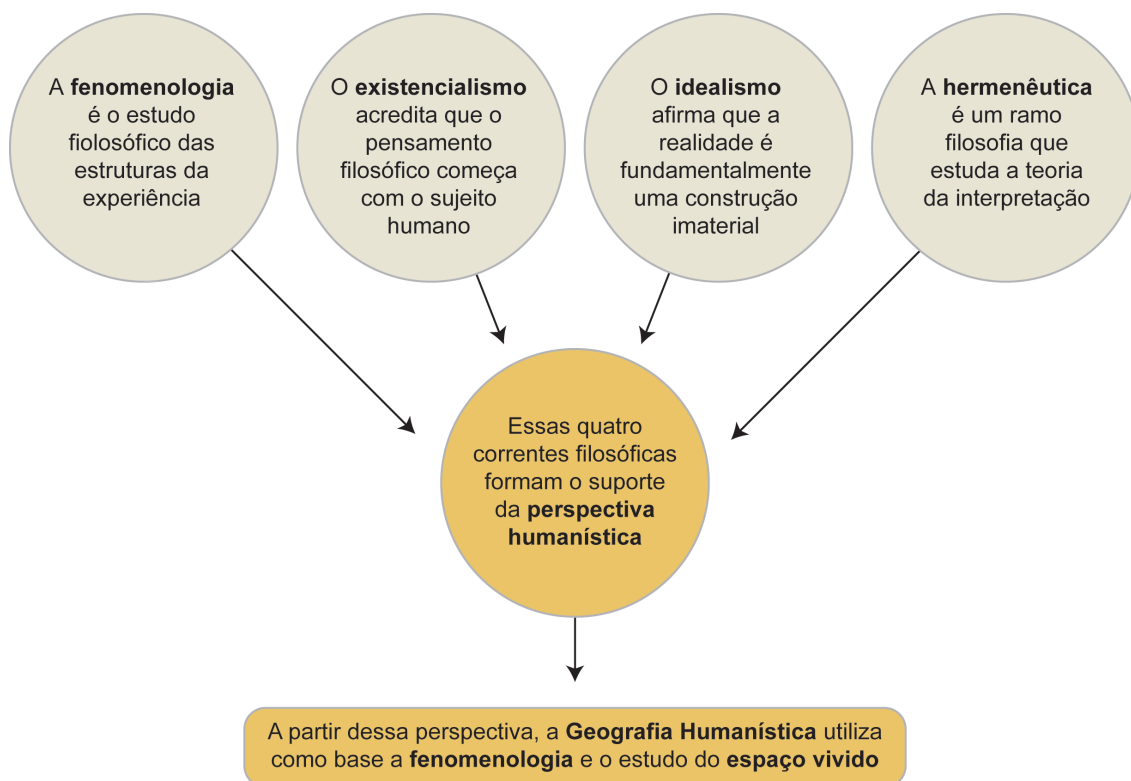 A fenomenologia
é o estudo
fiolosófico das
estruturas da
experiência
O existencialismo
acredita que o
pensamento
filosófico começa
com o sujeito
humano
O idealismo
afirma que a
realidade é
fundamentalmente
uma construção
imaterial
A hermenêutica
é um ramo
filosofia que
estuda a teoria
da interpretação
Essas quatro
correntes filosóficas
formam o suporte
da perspectiva
humanística
A partir dessa perspectiva, a Geografia Humanística utiliza
como base a fenomenologia e o estudo do espaço vivido